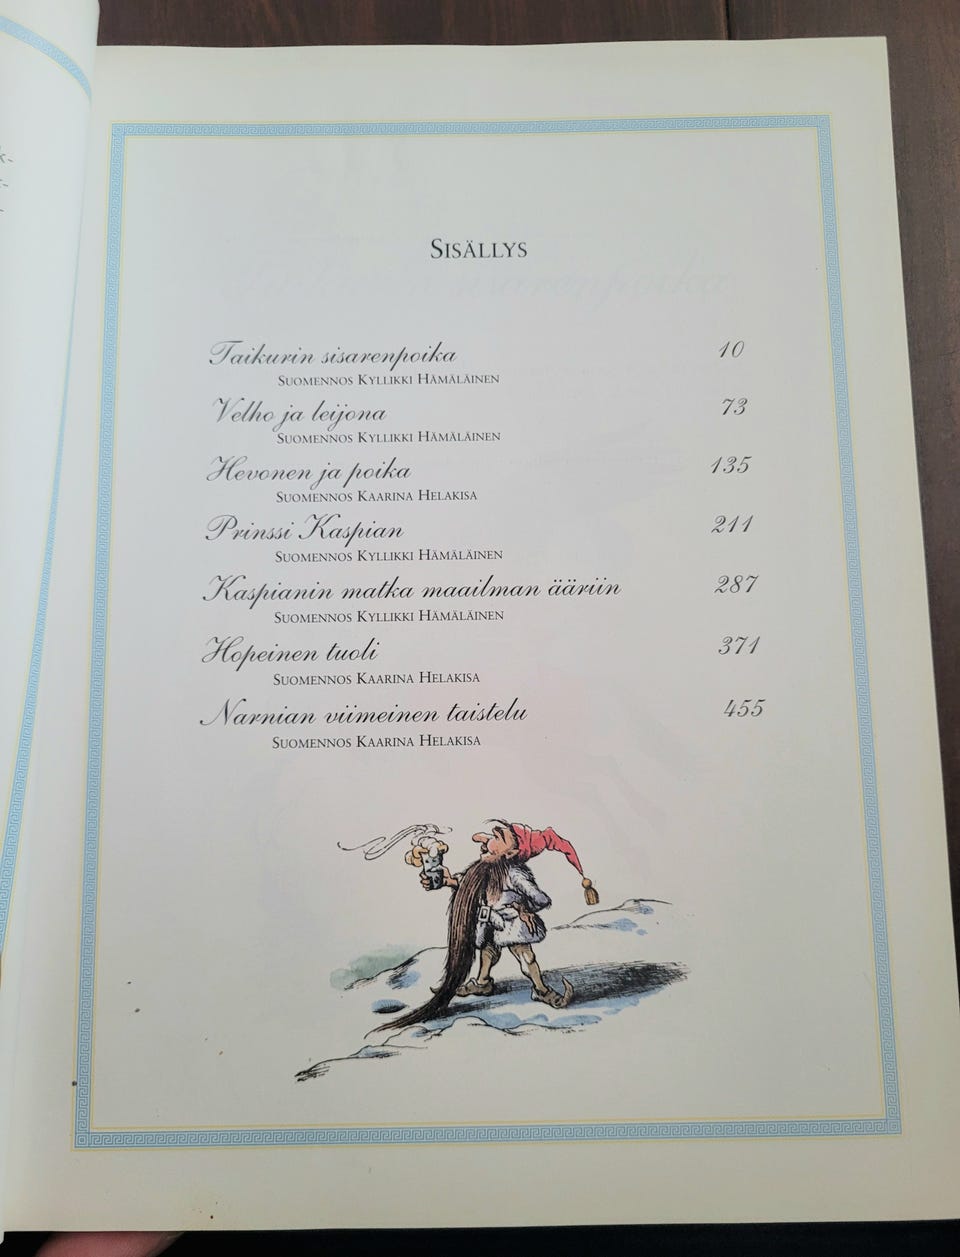 SISÄLLYS
Taikurin sisarenpoika 10
SUOMENNOS KYLLIKKI HÄMÄLÄINEN
Velho ja leijona 73
SUOMENNOS KYLLIKKI HÄMÄLÄINEN
Hevonen ja poika 135
SUOMENNOS KAARINA HELAKISA
Prinssi Kaspian 211
SUOMENNOS KYLLIKKI HÄMÄLÄINEN
Kaspianin matka maailman ääriin 287
SUOMENNOS KYLLIKKI HÄMÄLÄINEN
Hopeinen tuoli 371
SUOMENNOS KAARINA HELAKISA
Narnian viimeinen taistelu 455
SUOMENNOS KAARINA HELAKISA